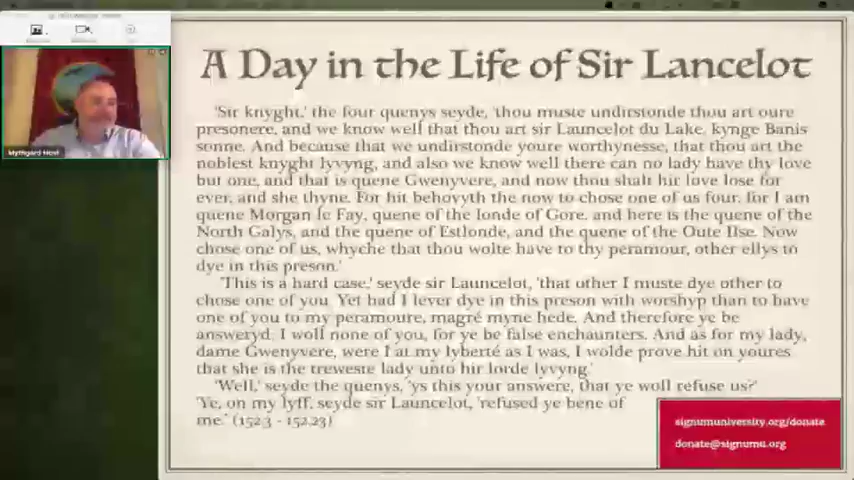 A Day in the Life of Sir Lancelot
'Sir knyght,' the four quenys seyde, 'thou muste undirstonde thou art oure
presonere, and we know well that thou art sir Launcelot du Lake, kynge Banis
sonne. And because that we undirstonde youre worthynesse, that thou art the
noblest knyght lyvyng, and also we know well there can no lady have thy love
but one, and that is quene Gwenyvere, and now thou shalt hir love lose for
ever, and she thyne. For hit behovyth the now to chose one of us four, for I am
quene Morgan le Fay, quene of the londe of Gore, and here is the quene of the
North Galys, and the quene of Estlonde, and the quene of the Oute Ilse. Now
chose one of us, whyche that thou wolte have to thy peramour, other ellys to
dye in this preson.'
'This is a hard case,' seyde sir Launcelot, 'that other I muste dye other to
chose one of you. Yet had I lever dye in this preson with worshyp than to have
one of you to my peramoure, magré myne hede. And therefore ye be
answeryd: I woll none of you, for ye be false enchaunters. And as for my lady,
dame Gwenyvere, were I at my lyberté as I was, I wolde prove hit on youres
that she is the treweste lady unto hir lorde lyvyng.'
'Well,' seyde the quenys, 'ys this your answere, that ye woll refuse us?'
'Ye, on my lyff, seyde sir Launcelot, 'refused ye bene of
me.' (152.3 - 152.23)
signumuniversity.org/donate
donate@signumu.org
Mythgard Host